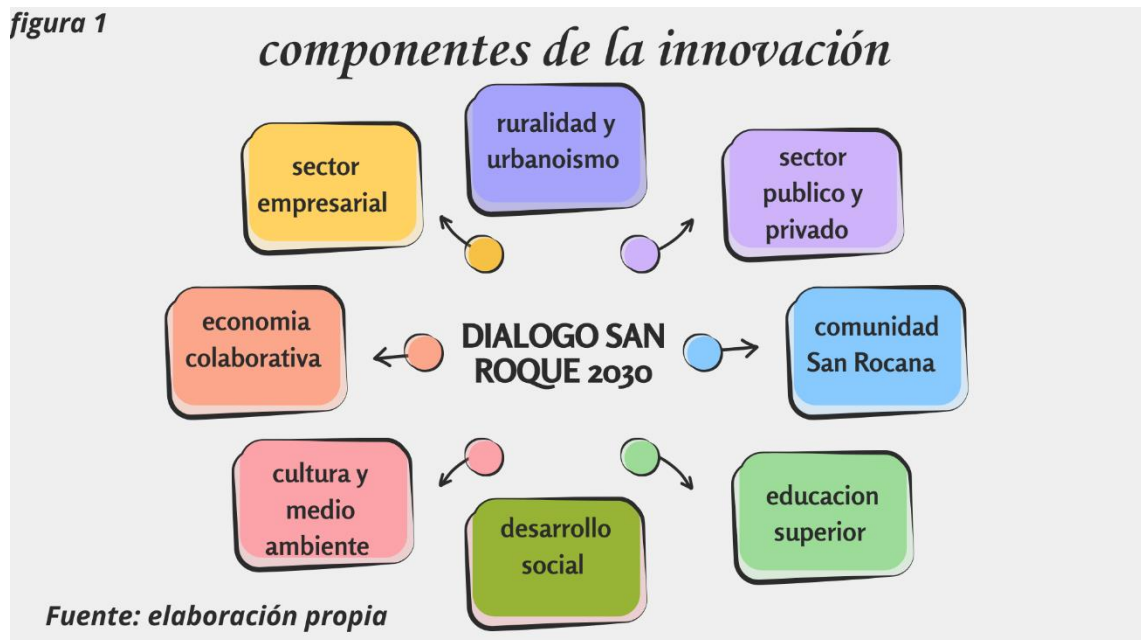 figura 1
componentes de la innovación
ruralidad y
urbanoismo
sector
empresarial
sector
publico y
privado
economia
colaborativa
DIALOGO SAN
ROQUE 2030
comunidad
San Rocana
cultura y
medio
ambiente
desarrollo
social
educacion
superior
Fuente: elaboración propia